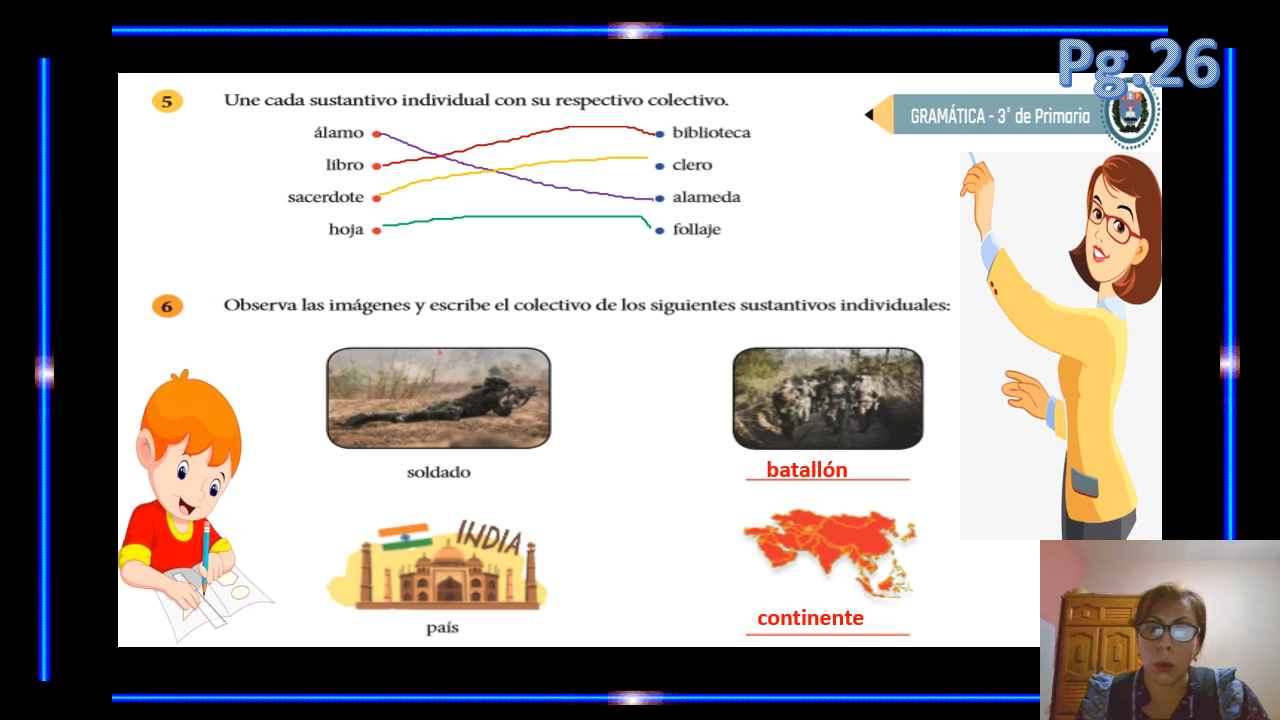 Pg.26
GRAMÁTICA - 3° de Primaria
5 Une cada sustantivo individual con su respectivo colectivo.
álamo biblioteca
libro clero
sacerdote alameda
hoja follaje
6 Observa las imágenes y escribe el colectivo de los siguientes sustantivos individuales:
soldado batallón
INDIA
país continente